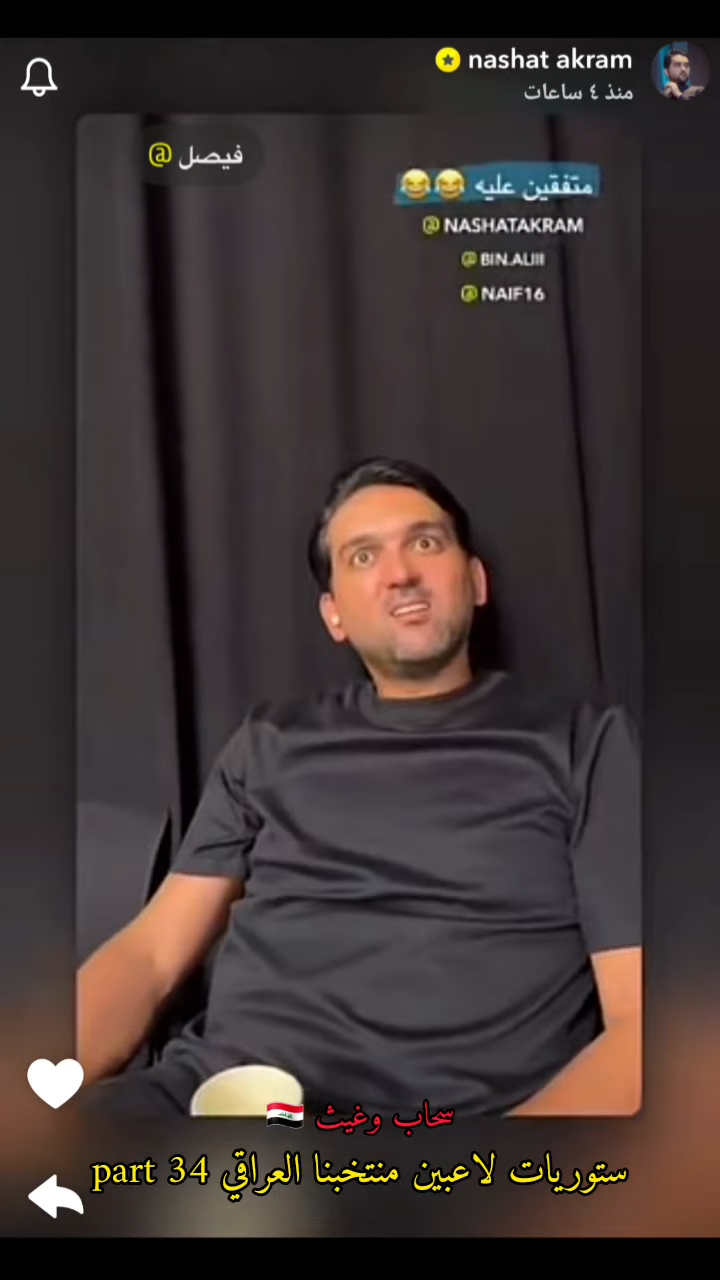 nashat akram
منذ ٤ ساعات
@ فيصل
متفقين عليه 😂😂
@ NASHATAKRAM
@ BIN.ALIII
@ NAIF16
سحاب وغيث 🇮🇶
ستوريات لاعبين منتخبنا العراقي part 34